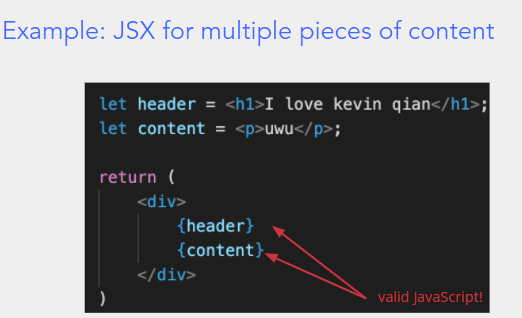 Example: JSX for multiple pieces of content
let header = <h1>I love kevin qian</h1>;
let content = <p>uwu</p>;
return (
<div>
{header}
{content}
</div>
)
valid JavaScript!